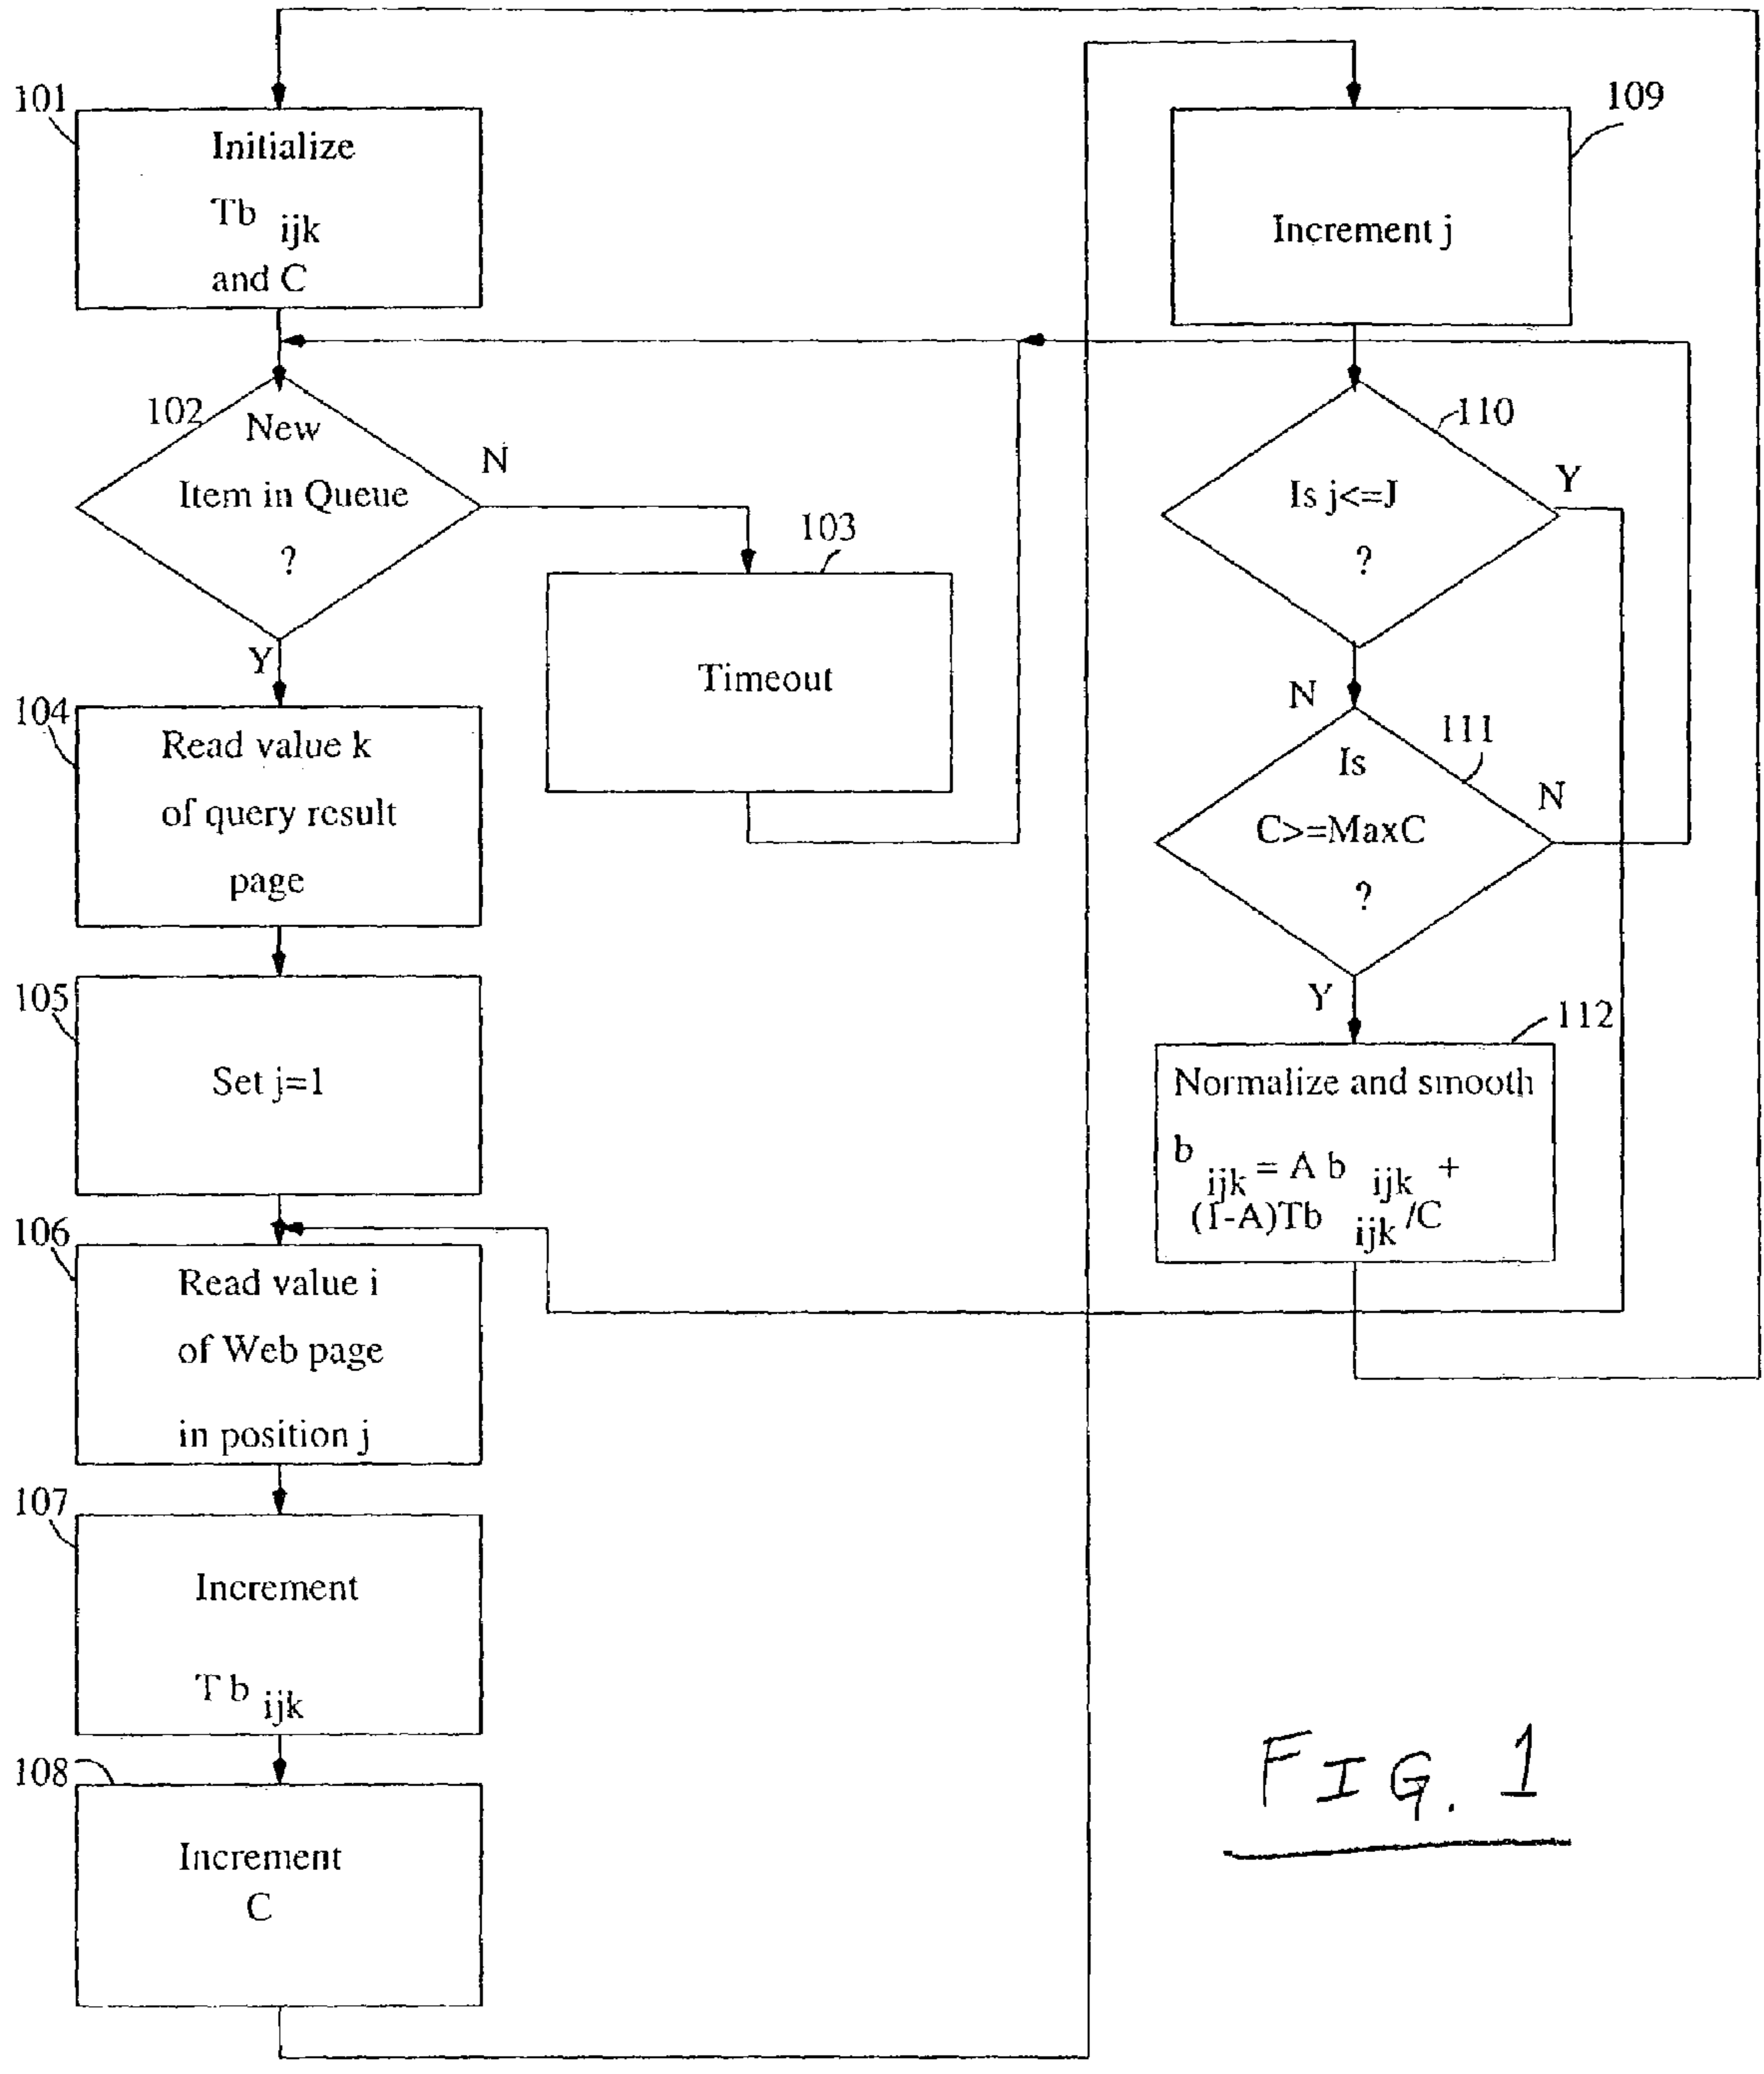 101
Initialize
Tb ijk
and C
102
New
Item in Queue
?
N
Y
103
Timeout
104
Read value k
of query result
page
105
Set j=1
106
Read value i
of Web page
in position j
107
Increment
T b ijk
108
Increment
C
109
Increment j
110
Is j<=J
?
Y
N
111
Is
C>=MaxC
?
N
Y
112
Normalize and smooth
b ijk = A b ijk +
(1-A)Tb ijk /C
FIG. 1